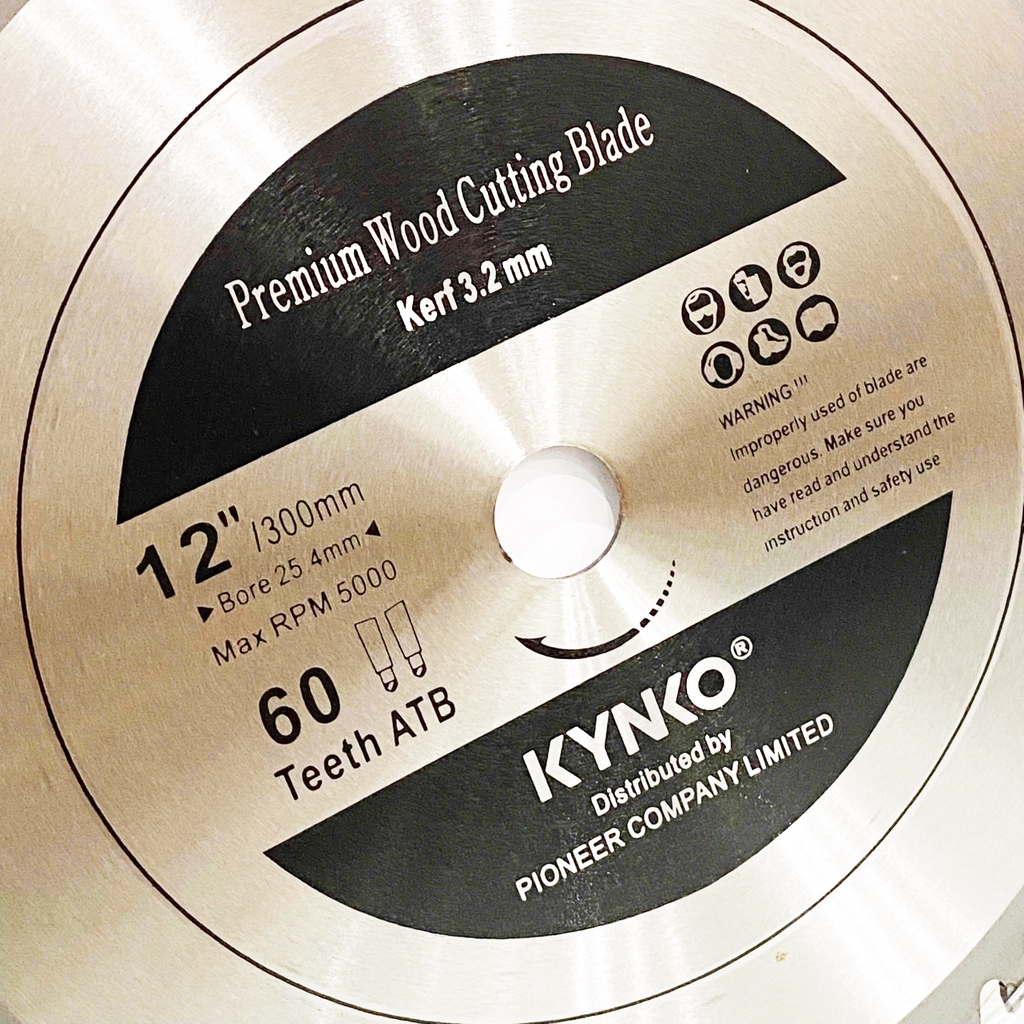 Premium Wood Cutting Blade
Kerf 3.2 mm
12" /300mm
▶Bore 25.4mm◀
Max RPM 5000
60
Teeth ATB
WARNING !!!
Improperly used of blade are
dangerous. Make sure you
have read and understand the
instruction and safety use
KYNKO®
Distributed by
PIONEER COMPANY LIMITED